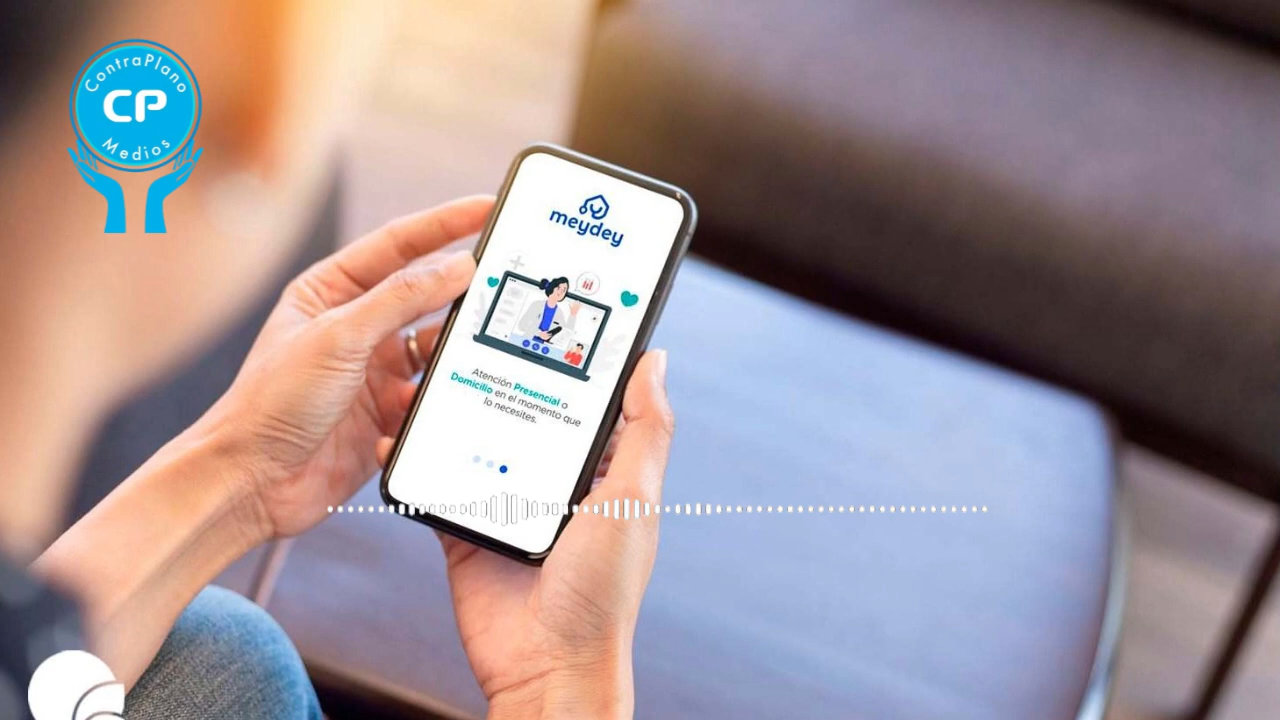 ContraPlano
CP
Medios
meydey
Atención Presencial o
Domicilio en el momento que
lo necesites.